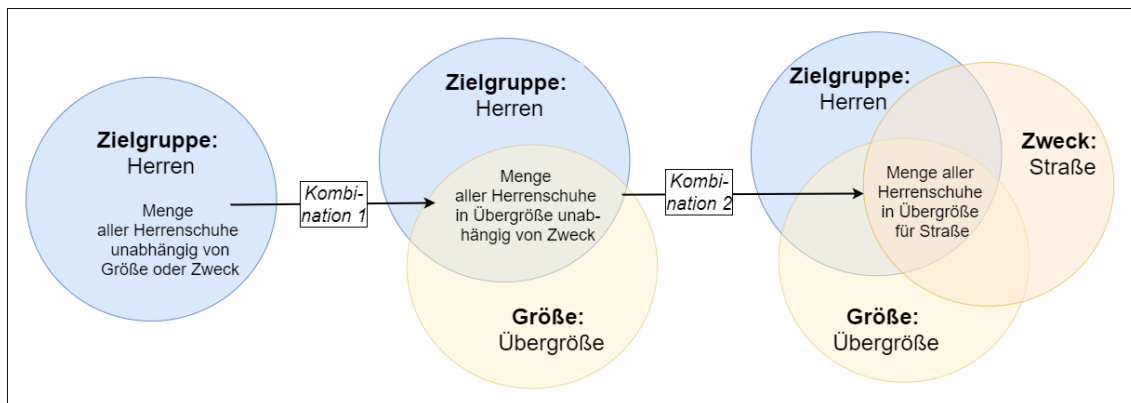 Zielgruppe:
Herren
Menge
aller Herrenschuhe
unabhängig von
Größe oder Zweck
Kombi-
nation 1
Zielgruppe:
Herren
Menge
aller Herrenschuhe
in Übergröße unab-
hängig von Zweck
Größe:
Übergröße
Kombi-
nation 2
Zielgruppe:
Herren
Zweck:
Straße
Menge aller
Herrenschuhe
in Übergröße
für Straße
Größe:
Übergröße